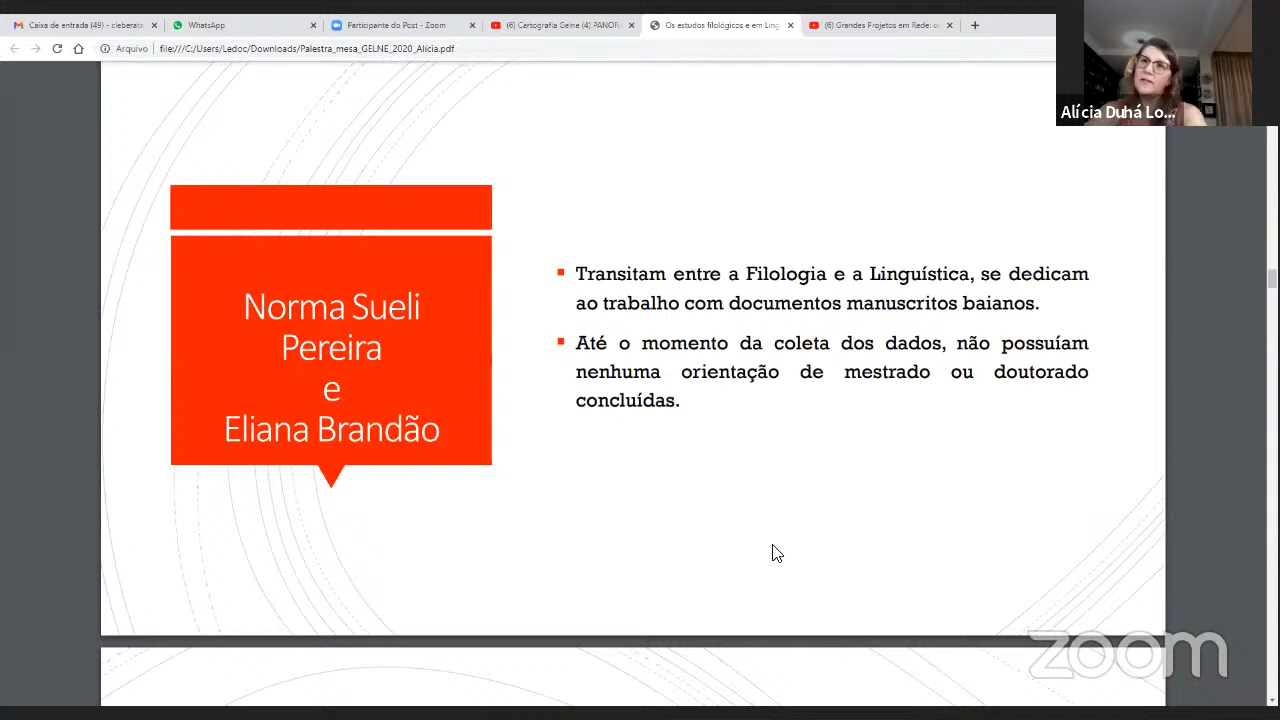 Caixa de entrada (49) - cleberata
WhatsApp
Participante do Post - Zoom
(6) Cartografia Gelne (4) PANOR
Os estudos filológicos e em Ling
(6) Grandes Projetos em Rede: o
Arquivo
file:///C:/Users/Ledoc/Downloads/Palestra_mesa_GELNE_2020_Alícia.pdf
Alícia Duhá Lo...
Norma Sueli
Pereira
e
Eliana Brandão
Transitam entre a Filologia e a Linguística, se dedicam
ao trabalho com documentos manuscritos baianos.
Até o momento da coleta dos dados, não possuíam
nenhuma orientação de mestrado ou doutorado
concluídas.
zoom